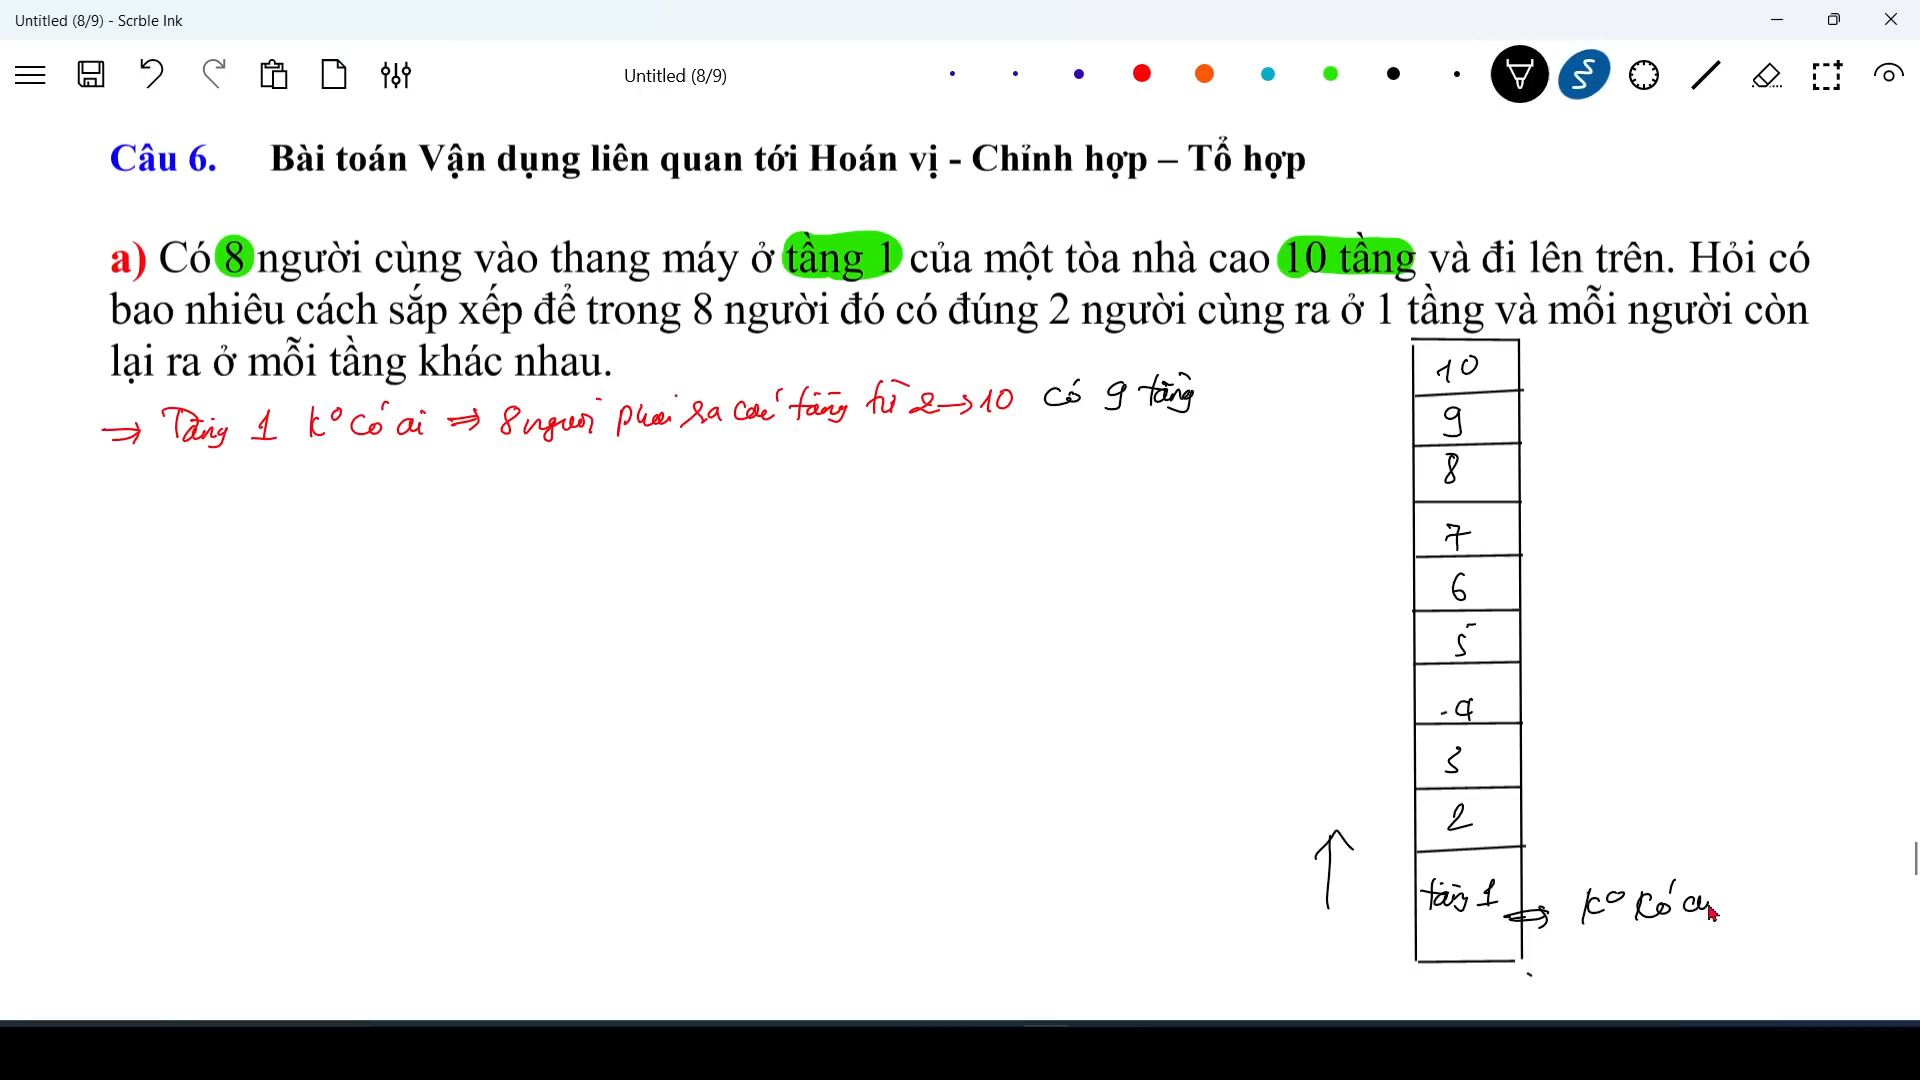 Untitled (8/9) - Scrble Ink
Untitled (8/9)
Câu 6. Bài toán Vận dụng liên quan tới Hoán vị - Chỉnh hợp – Tổ hợp
a) Có 8 người cùng vào thang máy ở tầng 1 của một tòa nhà cao 10 tầng và đi lên trên. Hỏi có
bao nhiêu cách sắp xếp để trong 8 người đó có đúng 2 người cùng ra ở 1 tầng và mỗi người còn
lại ra ở mỗi tầng khác nhau.
⇒ Tầng 1 k° có ai ⇒ 8 người phải ra các tầng từ 2 → 10 có 9 tầng
10
9
8
7
6
5
4
3
2
tầng 1 ⇒ k° có ai